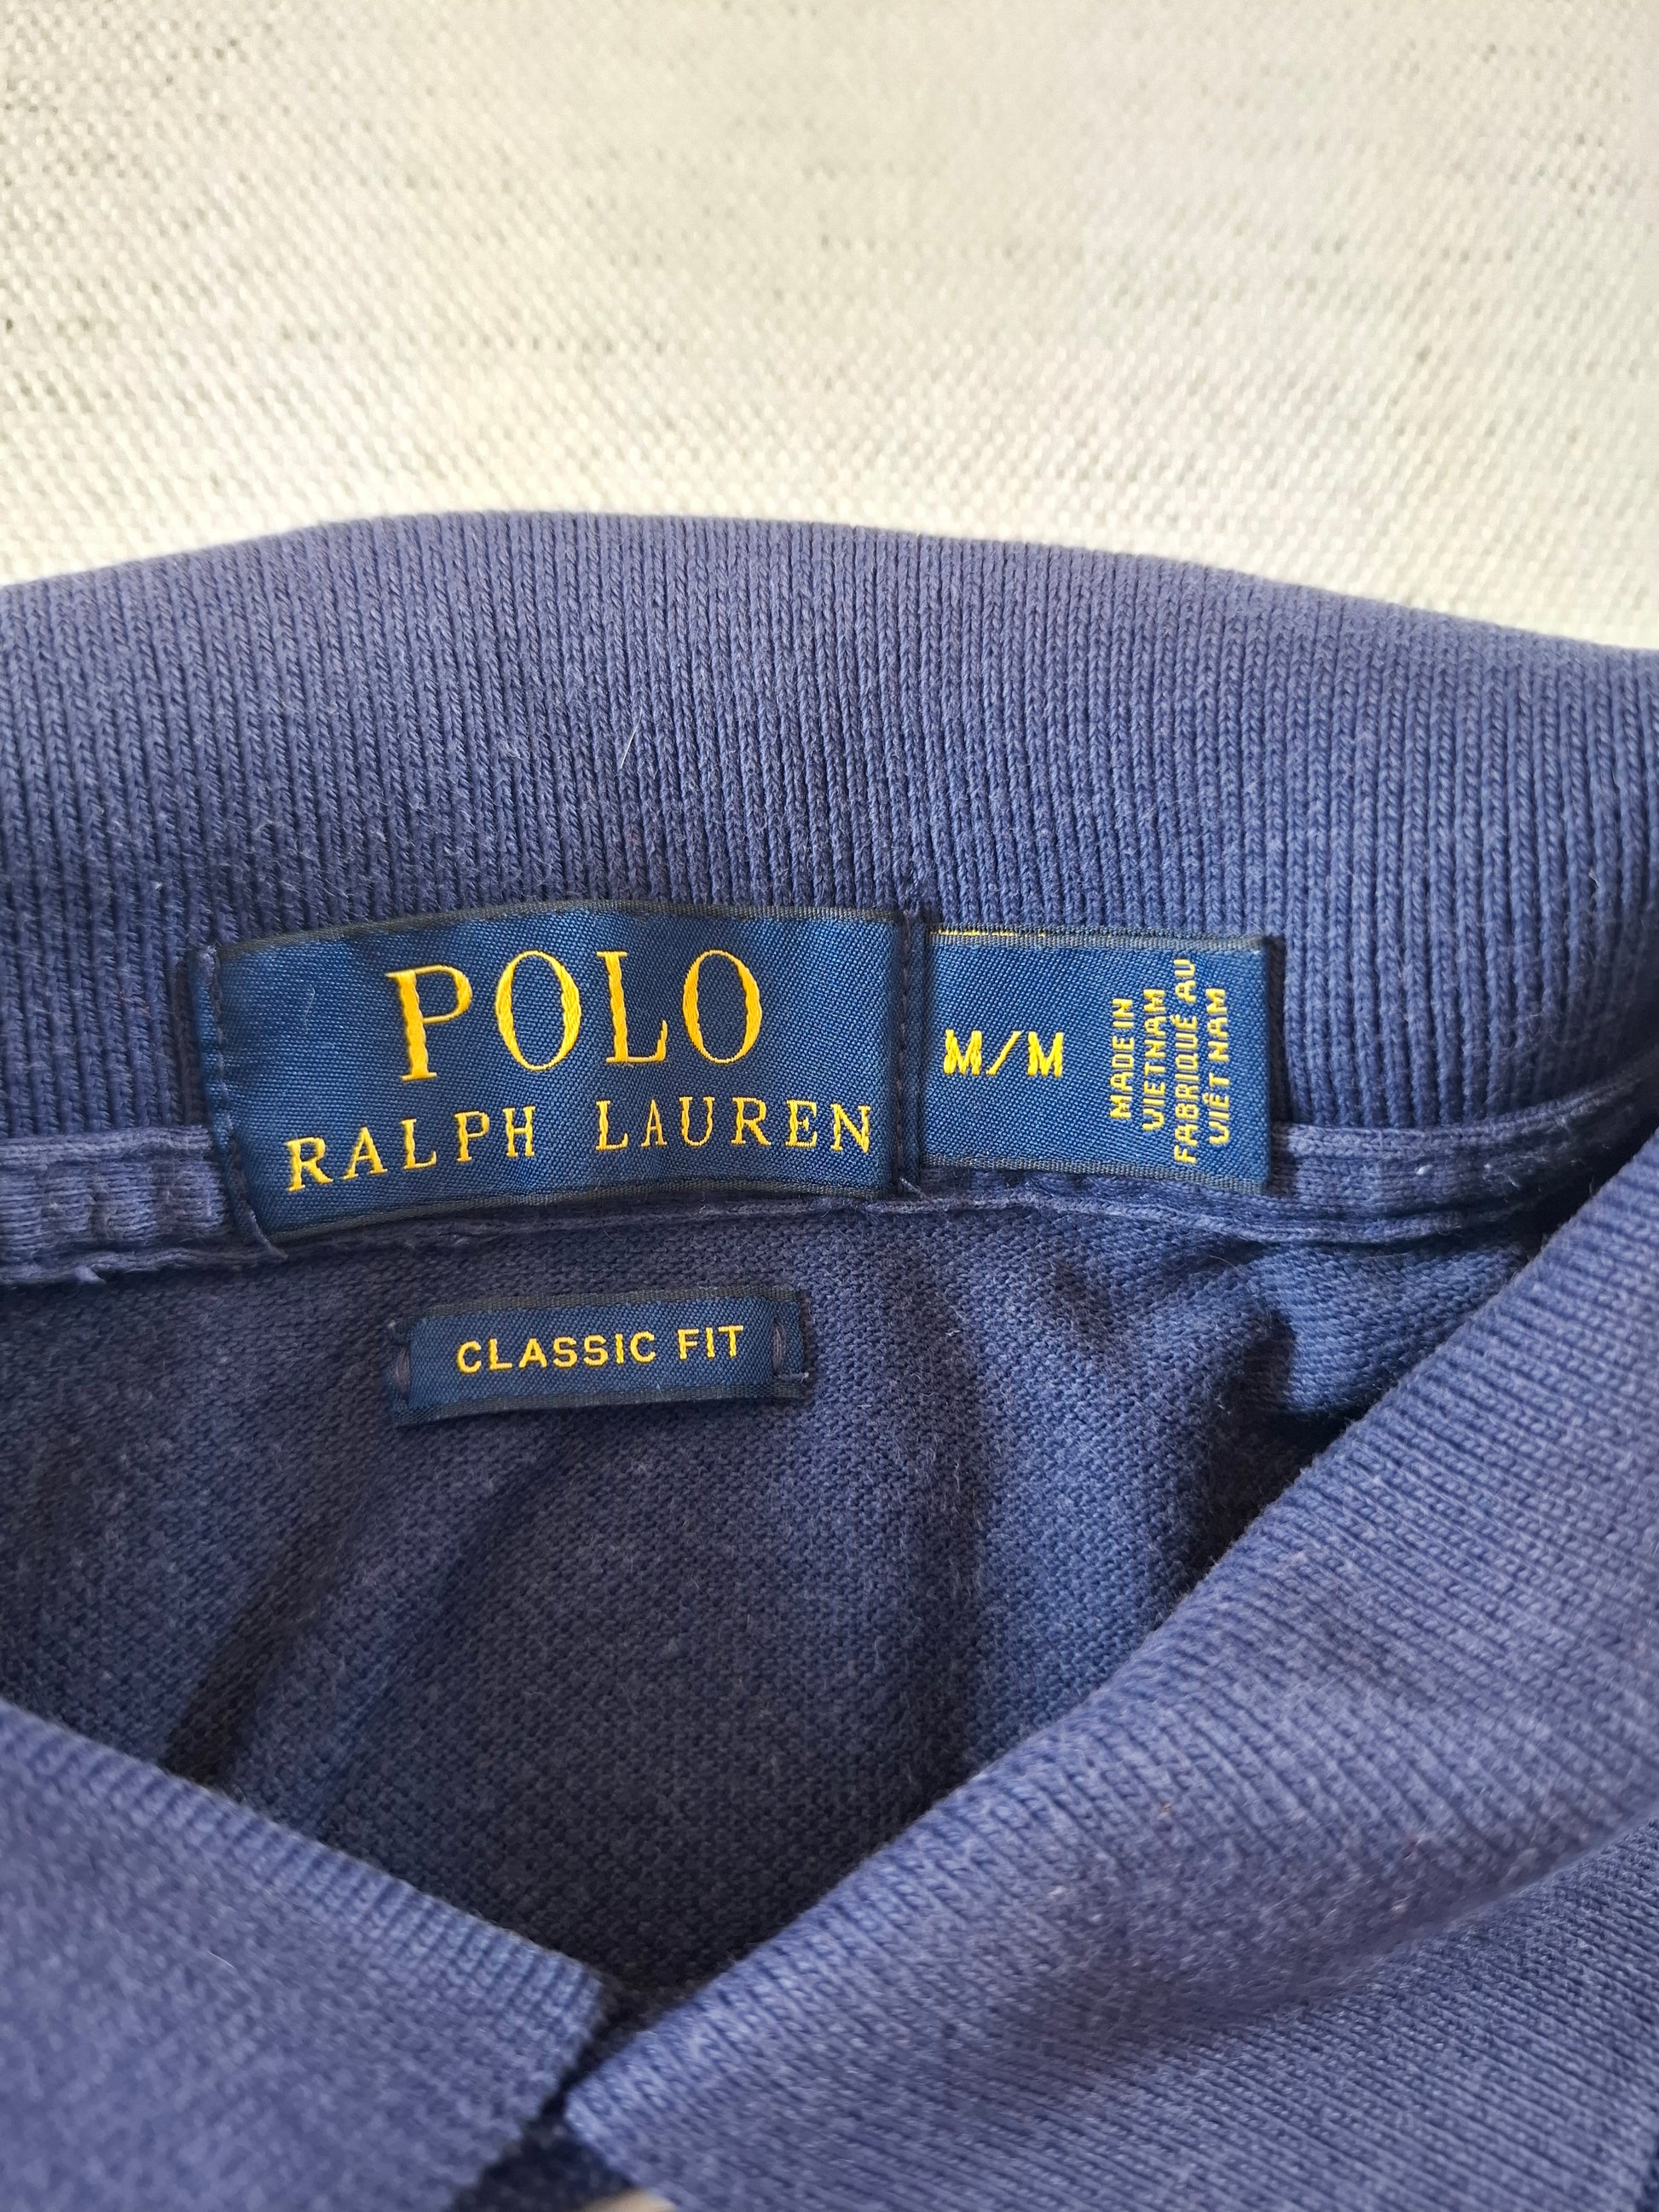 POLO
RALPH LAUREN
M/M
MADE IN
VIETNAM
FABRIQUÉ AU
VIÊT NAM
CLASSIC FIT